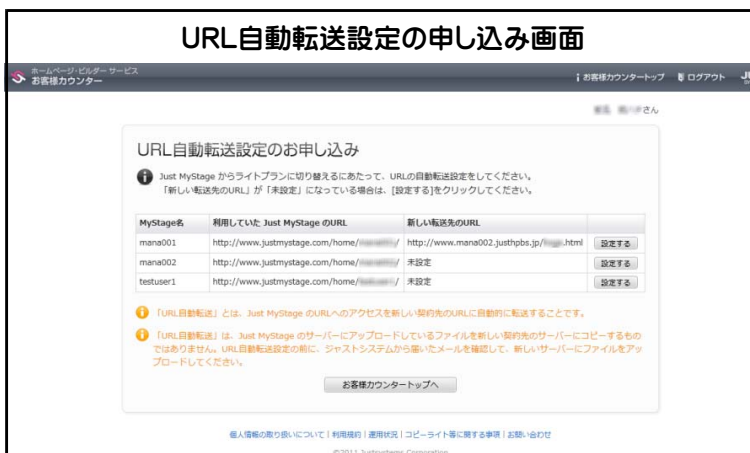 URL自動転送設定の申し込み画面
ホームページ・ビルダー サービス
お客様カウンター
お客様カウンタートップ ログアウト
さん
URL自動転送設定のお申し込み
Just MyStage からライトプランに切り替えるにあたって、URLの自動転送設定をしてください。
「新しい転送先のURL」が「未設定」になっている場合は、[設定する]をクリックしてください。
MyStage名 利用していた Just MyStage のURL 新しい転送先のURL
mana001 http://www.justmystage.com/home/ / http://www.mana002.justhpbs.jp/ .html 設定する
mana002 http://www.justmystage.com/home/ / 未設定 設定する
testuser1 http://www.justmystage.com/home/ / 未設定 設定する
「URL自動転送」とは、Just MyStage のURLへのアクセスを新しい契約先のURLに自動的に転送することです。
「URL自動転送」は、Just MyStage のサーバーにアップロードしているファイルを新しい契約先のサーバーにコピーするもの
ではありません。URL自動転送設定の前に、ジャストシステムから届いたメールを確認して、新しいサーバーにファイルをアッ
プロードしてください。
お客様カウンタートップへ
個人情報の取り扱いについて | 利用規約 | 運用状況 | コピーライト等に関する事項 | お問い合わせ
©2011 Justsystems Corporation